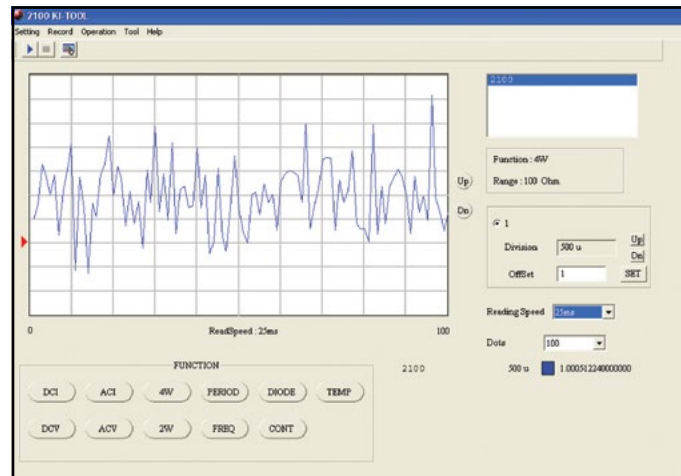 2100 KI-TOOL
Setting Record Operation Tool Help
2100
Function : 4W
Range : 100 Ohm
Up
Dn
1
Division 500 u Up
Dn
OffSet 1 SET
Reading Speed 25ms
0 ReadSpeed : 25ms 100
Dots 100
FUNCTION
2100
500 u 1.000512240000000
DCI ACI 4W PERIOD DIODE TEMP
DCV ACV 2W FREQ CONT